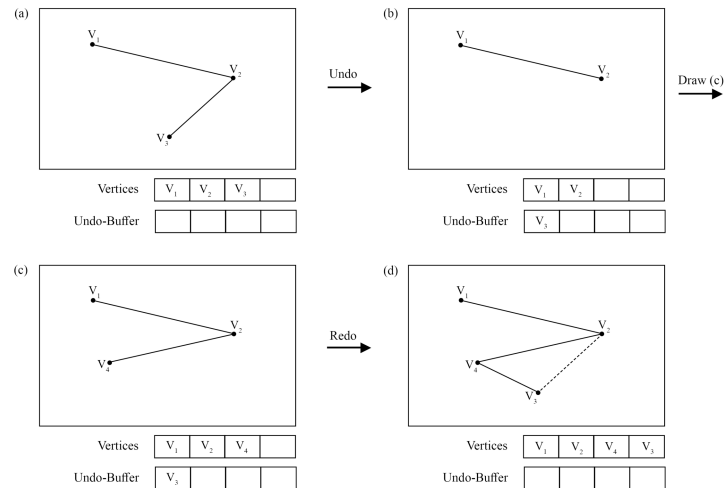 (a)
V1
V2
V3
Vertices V1 V2 V3
Undo-Buffer
Undo
(b)
V1
V2
Vertices V1 V2
Undo-Buffer V3
Draw (c)
(c)
V1
V2
V4
Vertices V1 V2 V4
Undo-Buffer V3
Redo
(d)
V1
V2
V4
V3
Vertices V1 V2 V4 V3
Undo-Buffer